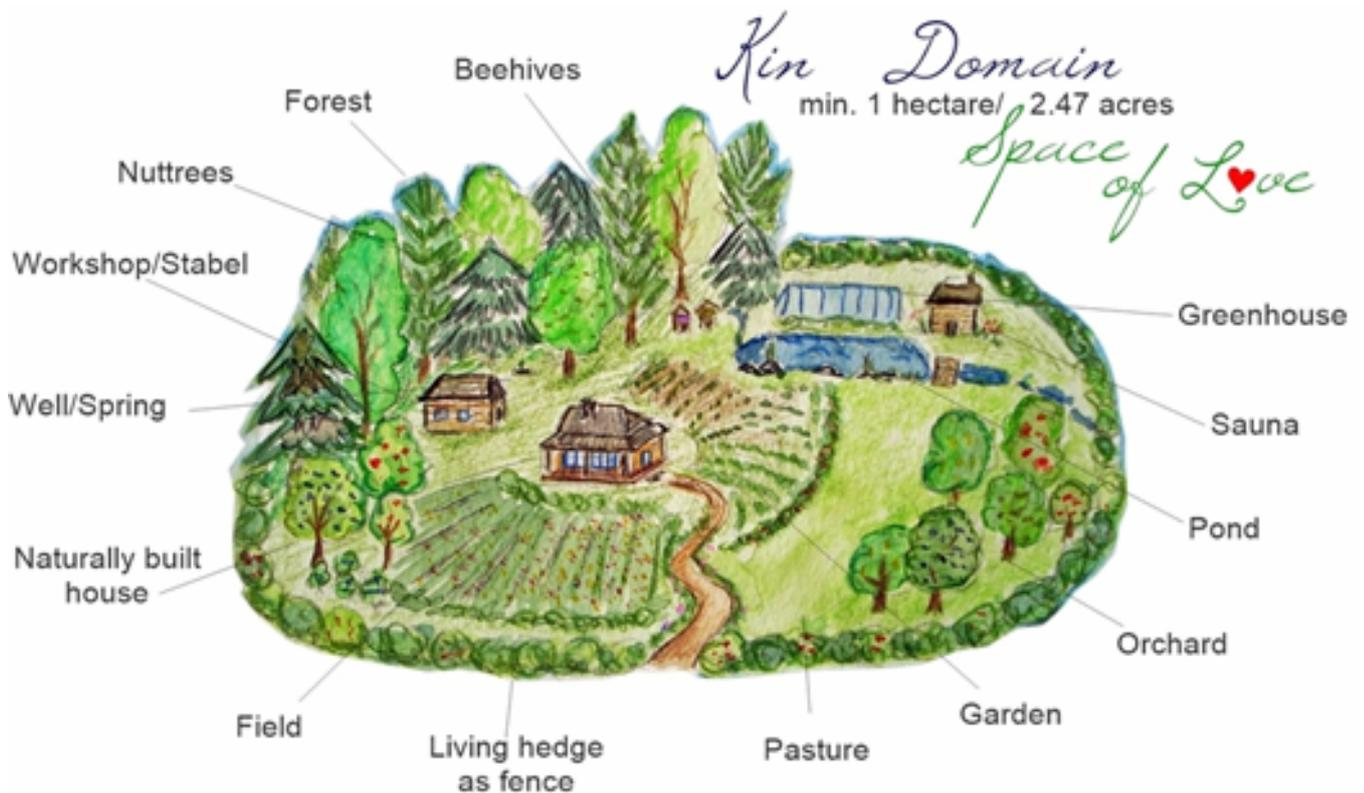 Kin Domain
min. 1 hectare/ 2.47 acres
Space
of Love
Beehives
Forest
Nuttrees
Workshop/Stabel
Well/Spring
Naturally built
house
Field
Living hedge
as fence
Pasture
Garden
Orchard
Pond
Sauna
Greenhouse